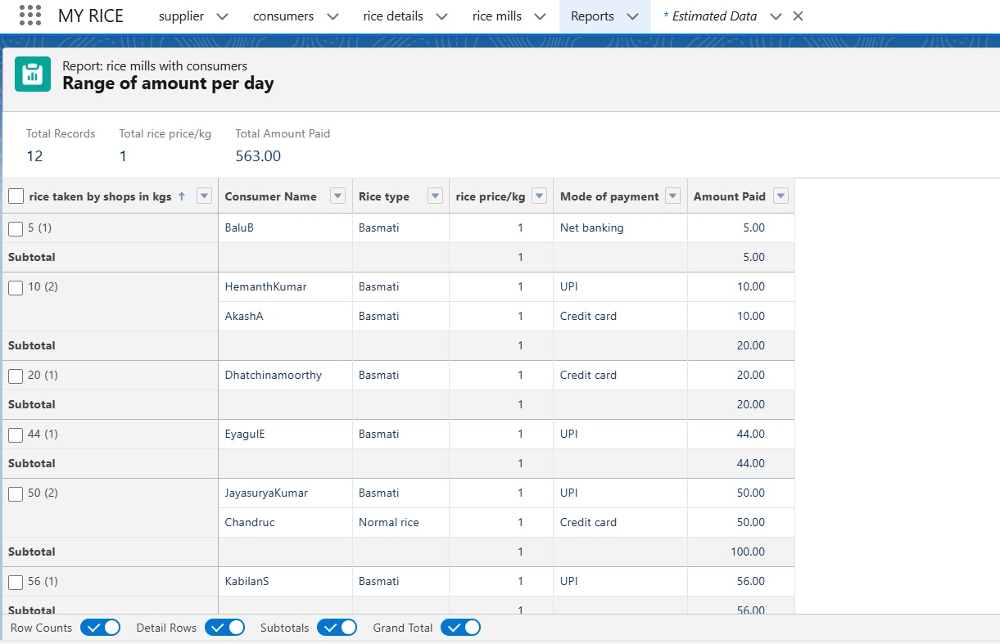 MY RICE supplier consumers rice details rice mills Reports * Estimated Data
Report: rice mills with consumers
Range of amount per day
Total Records Total rice price/kg Total Amount Paid
12 1 563.00
rice taken by shops in kgs ↑ Consumer Name Rice type rice price/kg Mode of payment Amount Paid
5 (1) BaluB Basmati 1 Net banking 5.00
Subtotal 1 5.00
10 (2) HemanthKumar Basmati 1 UPI 10.00
AkashA Basmati 1 Credit card 10.00
Subtotal 1 20.00
20 (1) Dhatchinamoorthy Basmati 1 Credit card 20.00
Subtotal 1 20.00
44 (1) EyagulE Basmati 1 UPI 44.00
Subtotal 1 44.00
50 (2) JayasuryaKumar Basmati 1 UPI 50.00
Chandruc Normal rice 1 Credit card 50.00
Subtotal 1 100.00
56 (1) KabilanS Basmati 1 UPI 56.00
Subtotal 1 56.00
Row Counts Detail Rows Subtotals Grand Total